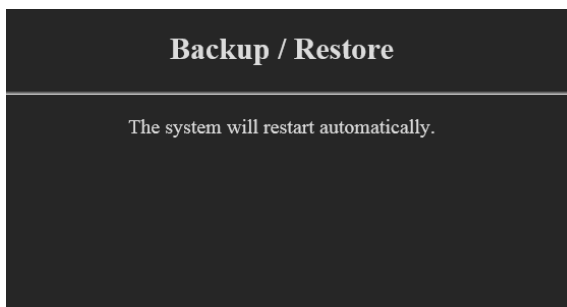 Backup / Restore
The system will restart automatically.